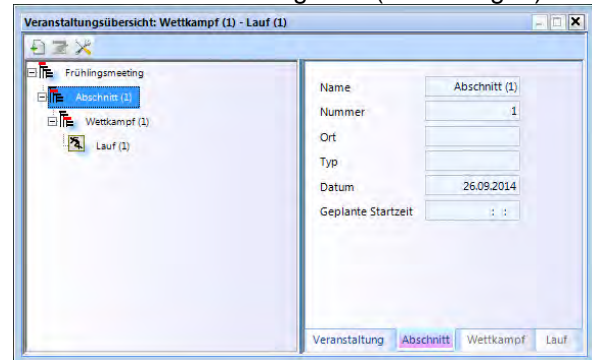 Veranstaltungsübersicht: Wettkampf (1) - Lauf (1)
Frühlingsmeeting
Abschnitt (1)
Wettkampf (1)
Lauf (1)
Name Abschnitt (1)
Nummer 1
Ort
Typ
Datum 26.09.2014
Geplante Startzeit : :
Veranstaltung Abschnitt Wettkampf Lauf